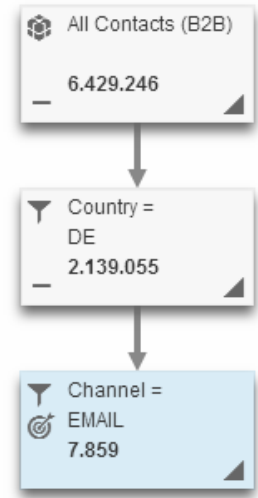 All Contacts (B2B)
6.429.246
Country =
DE
2.139.055
Channel =
EMAIL
7.859